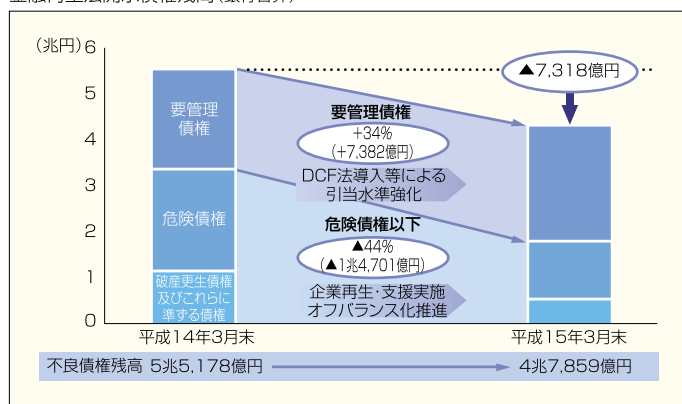 (兆円)
6
5
4
3
2
1
0
▲7,318億円
要管理
債権
危険債権
破産更生債権
及びこれらに
準ずる債権
要管理債権
+34%
(+7,382億円)
DCF法導入等による
引当水準強化
危険債権以下
▲44%
(▲1兆4,701億円)
企業再生・支援実施
オフバランス化推進
平成14年3月末
平成15年3月末
不良債権残高 5兆5,178億円
4兆7,859億円